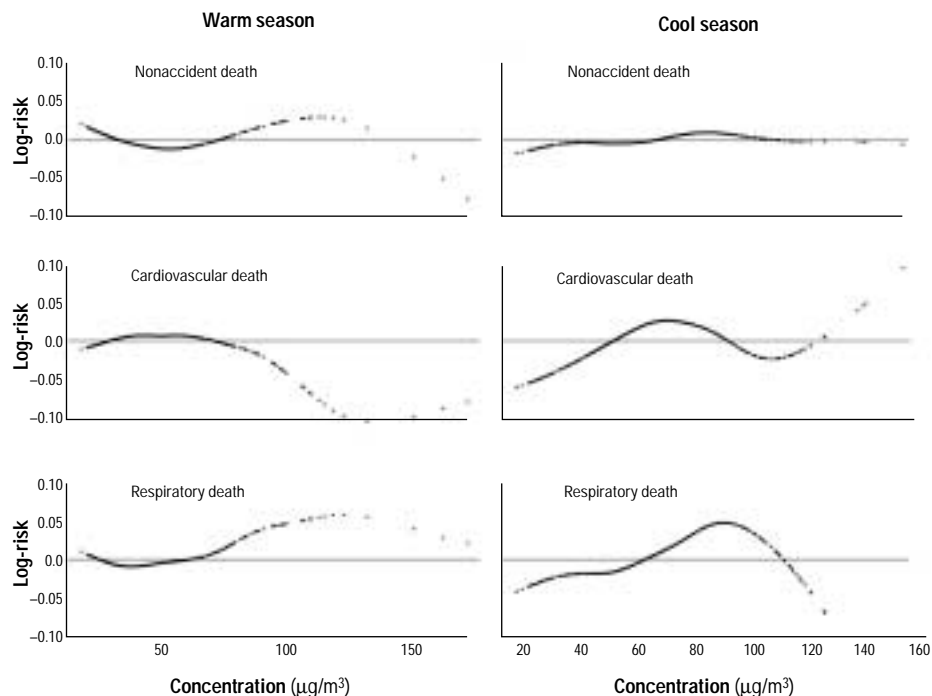 Warm season
Cool season
Nonaccident death
Nonaccident death
Log-risk
0.10
0.05
0.0
–0.05
–0.10
Cardiovascular death
Cardiovascular death
Log-risk
0.10
0.05
0.0
–0.05
–0.10
Respiratory death
Respiratory death
Log-risk
0.10
0.05
0.0
–0.05
–0.10
50 100 150
20 40 60 80 100 120 140 160
Concentration (µg/m³)
Concentration (µg/m³)